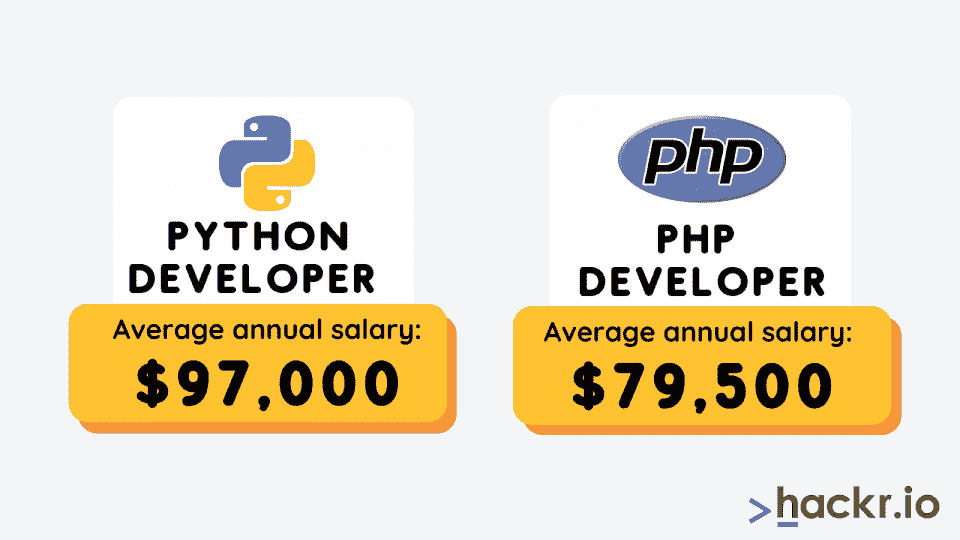 PYTHON
DEVELOPER
Average annual salary:
$97,000
php
PHP
DEVELOPER
Average annual salary:
$79,500
>hackr.io